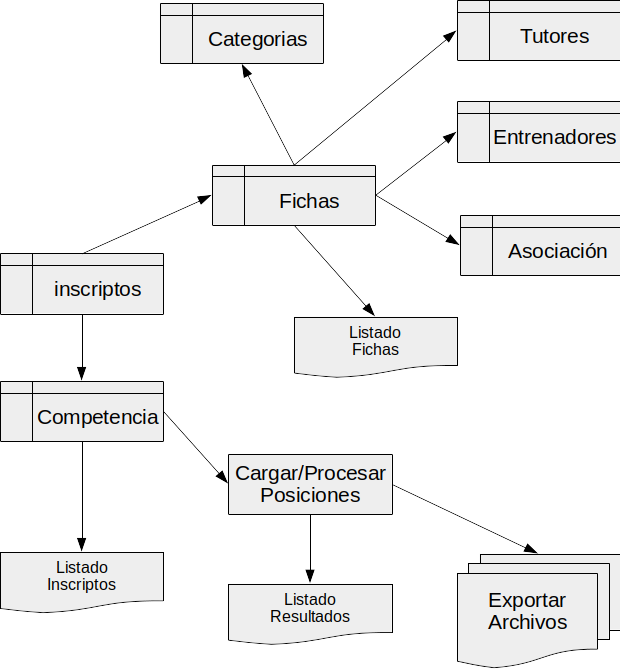 Categorias
Tutores
Entrenadores
Fichas
Asociación
inscriptos
Listado
Fichas
Competencia
Cargar/Procesar
Posiciones
Listado
Inscriptos
Listado
Resultados
Exportar
Archivos